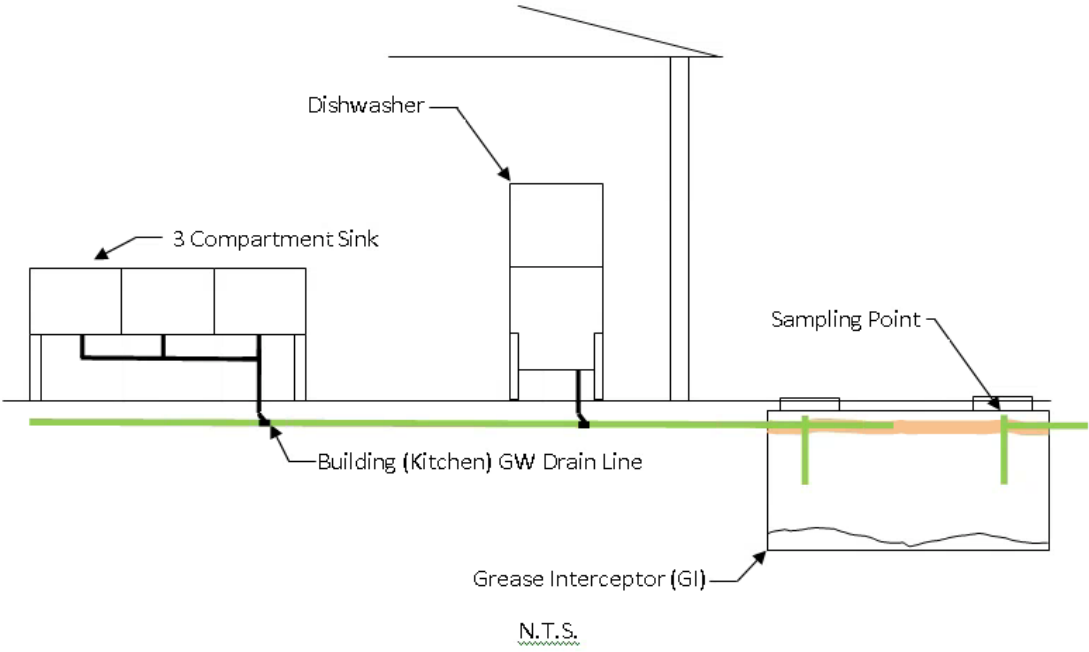 Dishwasher
3 Compartment Sink
Sampling Point
Building (Kitchen) GW Drain Line
Grease Interceptor (GI)
N.T.S.